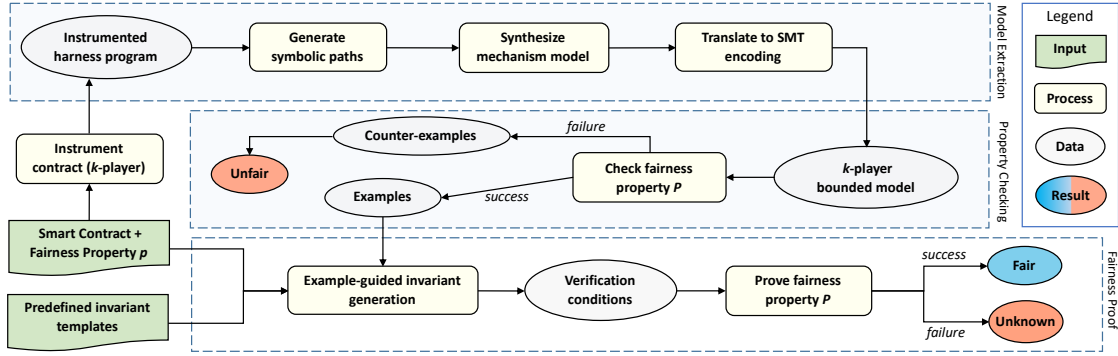 Instrumented
harness program
Generate
symbolic paths
Synthesize
mechanism model
Translate to SMT
encoding
Model Extraction
Legend
Input
Process
Data
Result
Instrument
contract (k-player)
Counter-examples
failure
Unfair
Check fairness
property P
k-player
bounded model
Examples
success
Property Checking
Smart Contract +
Fairness Property p
Predefined invariant
templates
Example-guided invariant
generation
Verification
conditions
Prove fairness
property P
success
Fair
Unknown
failure
Fairness Proof